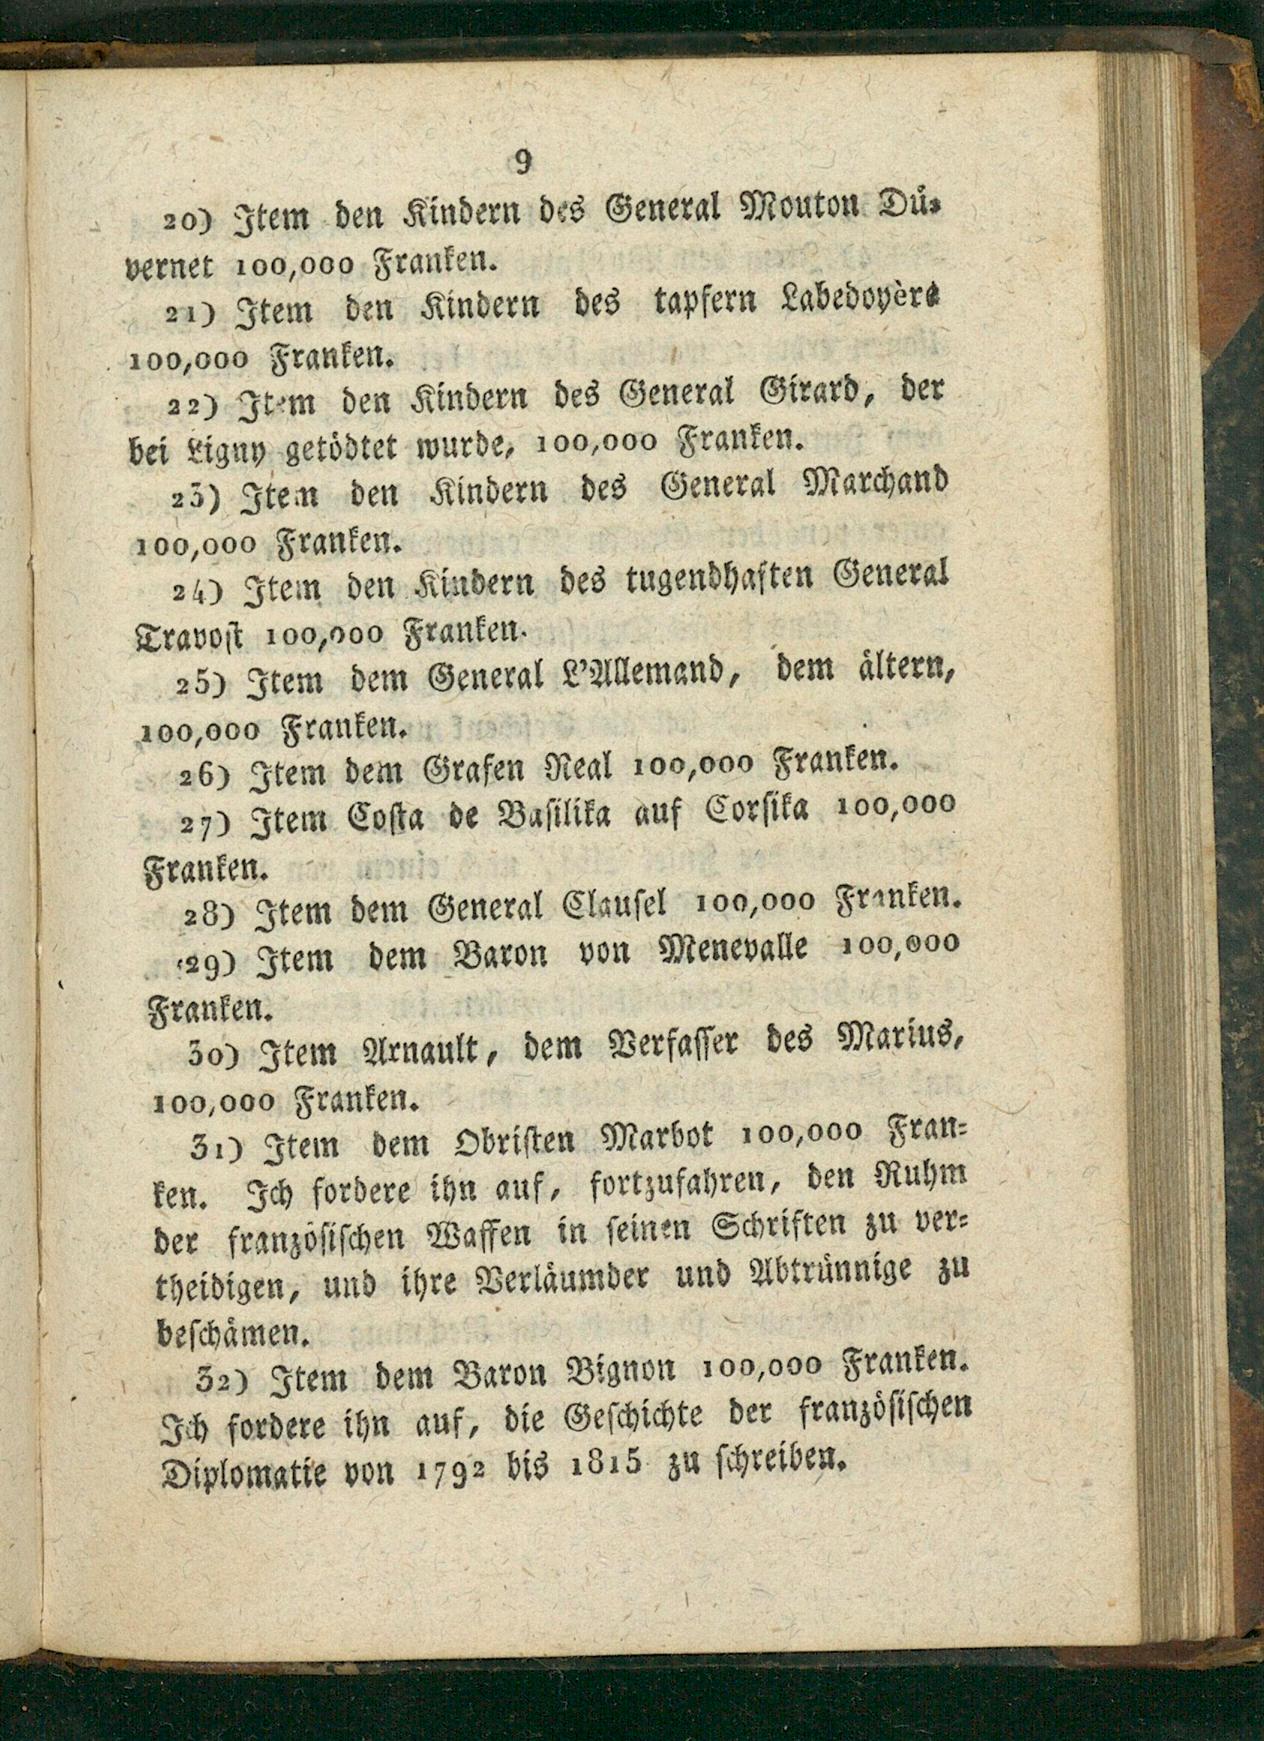 9
20) Item den Kindern des General Mouton Dü-
vernet 100,000 Franken.
21) Item den Kindern des tapfern Labedoyère
100,000 Franken.
22) Item den Kindern des General Girard, der
bei Ligny getödtet wurde, 100,000 Franken.
23) Item den Kindern des General Marchand
100,000 Franken.
24) Item den Kindern des tugendhaften General
Travost 100,000 Franken.
25) Item dem General L'Allemand, dem ältern,
100,000 Franken.
26) Item dem Grafen Real 100,000 Franken.
27) Item Costa de Basilika auf Corsika 100,000
Franken.
28) Item dem General Clausel 100,000 Franken.
29) Item dem Baron von Menevalle 100,000
Franken.
30) Item Arnault, dem Verfasser des Marius,
100,000 Franken.
31) Item dem Obristen Marbot 100,000 Fran-
ken. Ich fordere ihn auf, fortzufahren, den Ruhm
der französischen Waffen in seinen Schriften zu ver-
theidigen, und ihre Verläumder und Abtrünnige zu
beschämen.
32) Item dem Baron Bignon 100,000 Franken.
Ich fordere ihn auf, die Geschichte der französischen
Diplomatie von 1792 bis 1815 zu schreiben.